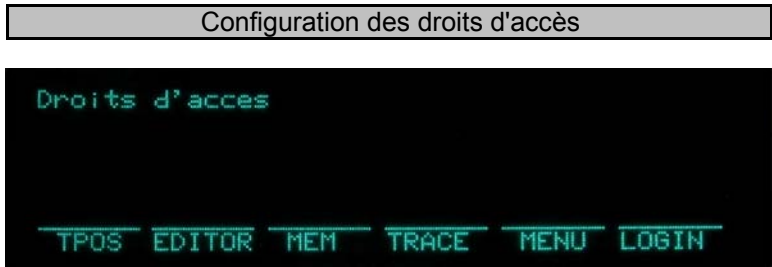 Configuration des droits d'accès
Droits d'acces
TPOS EDITOR MEM TRACE MENU LOGIN